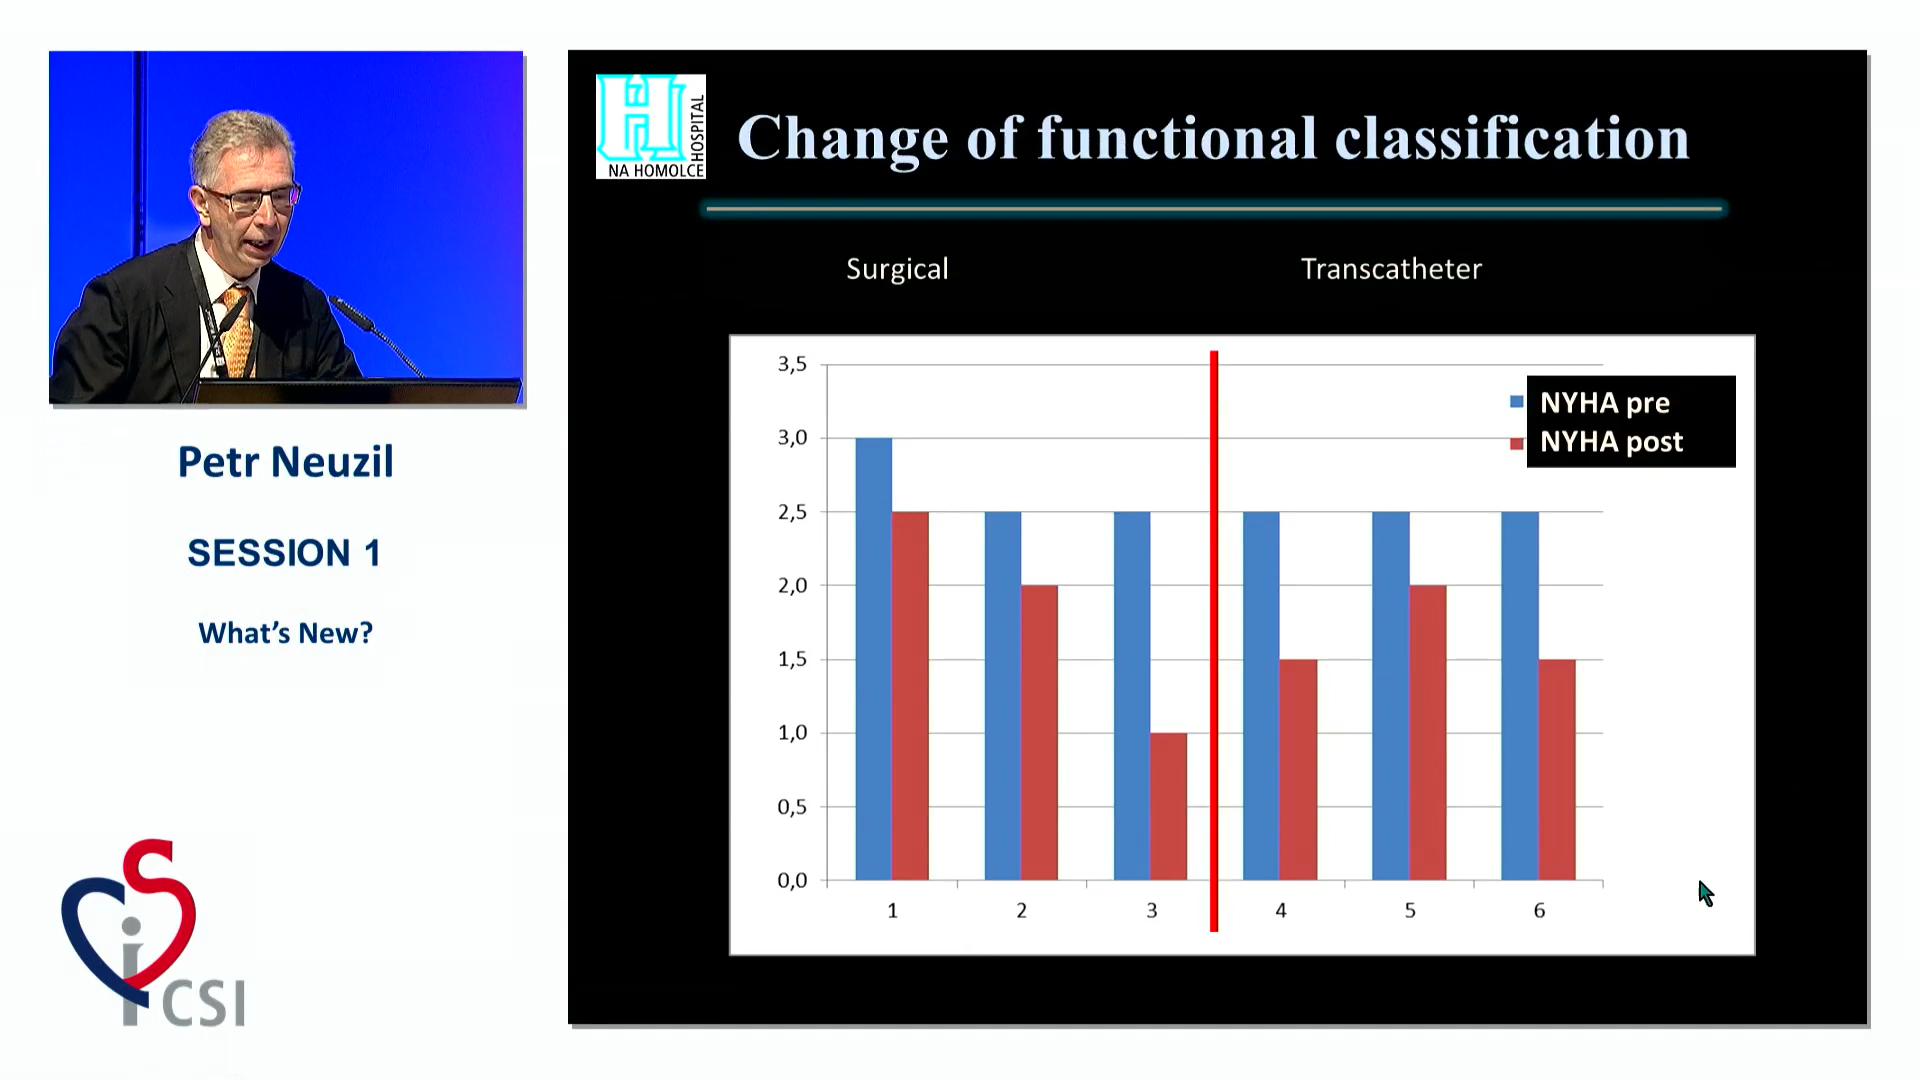 Petr Neuzil
SESSION 1
What's New?
iCSI
NA HOMOLCE
HOSPITAL
Change of functional classification
Surgical
Transcatheter
3,5
3,0
2,5
2,0
1,5
1,0
0,5
0,0
1
2
3
4
5
6
NYHA pre
NYHA post